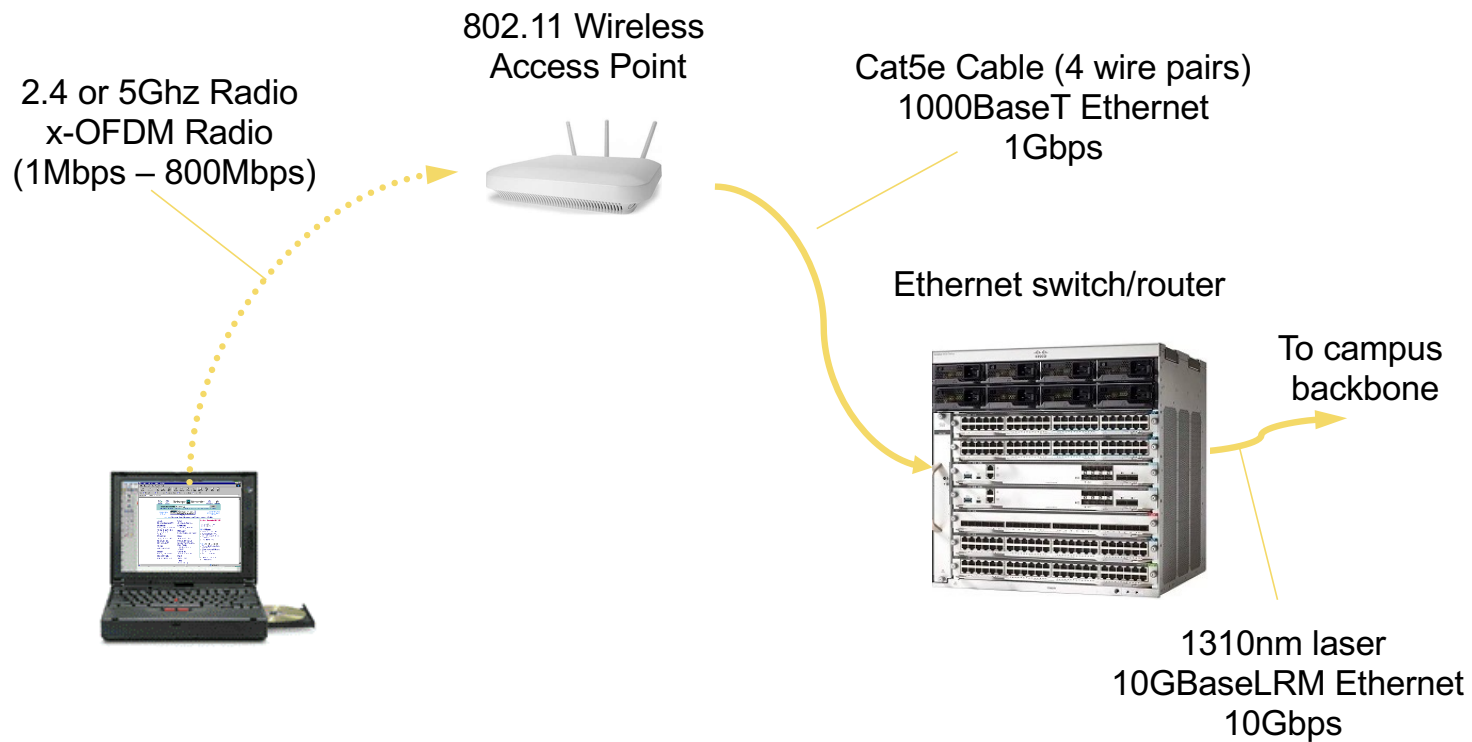 802.11 Wireless
Access Point
2.4 or 5Ghz Radio
x-OFDM Radio
(1Mbps – 800Mbps)
Cat5e Cable (4 wire pairs)
1000BaseT Ethernet
1Gbps
Ethernet switch/router
To campus
backbone
1310nm laser
10GBaseLRM Ethernet
10Gbps